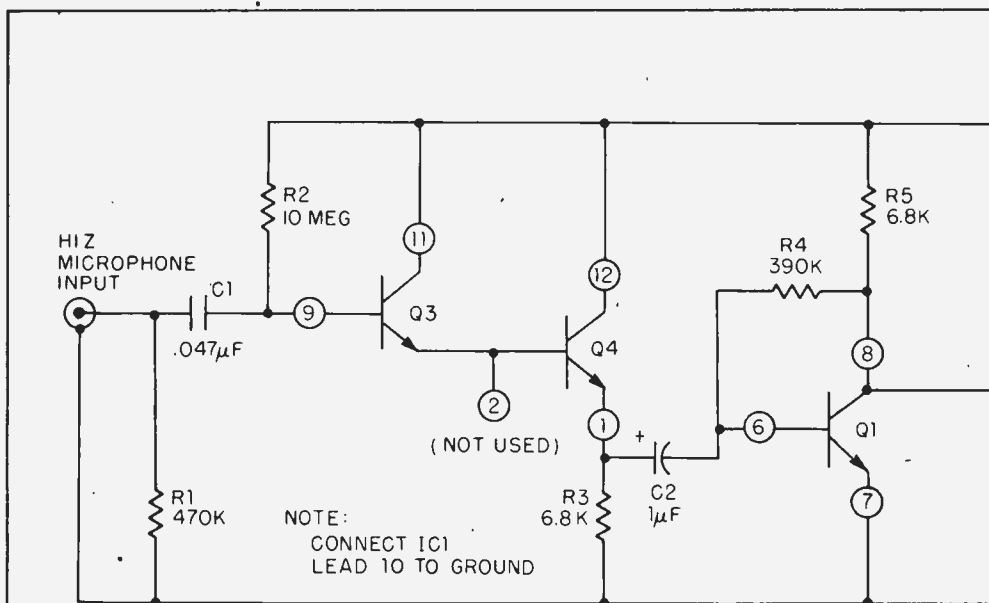 R2
10 MEG
R5
6.8K
11
HI Z
MICROPHONE
INPUT
R4
390K
12
C1
9
Q3
.047µF
Q4
8
2
(NOT USED)
1
+
6
Q1
C2
1µF
7
R1
470K
R3
6.8K
NOTE:
CONNECT IC1
LEAD 10 TO GROUND